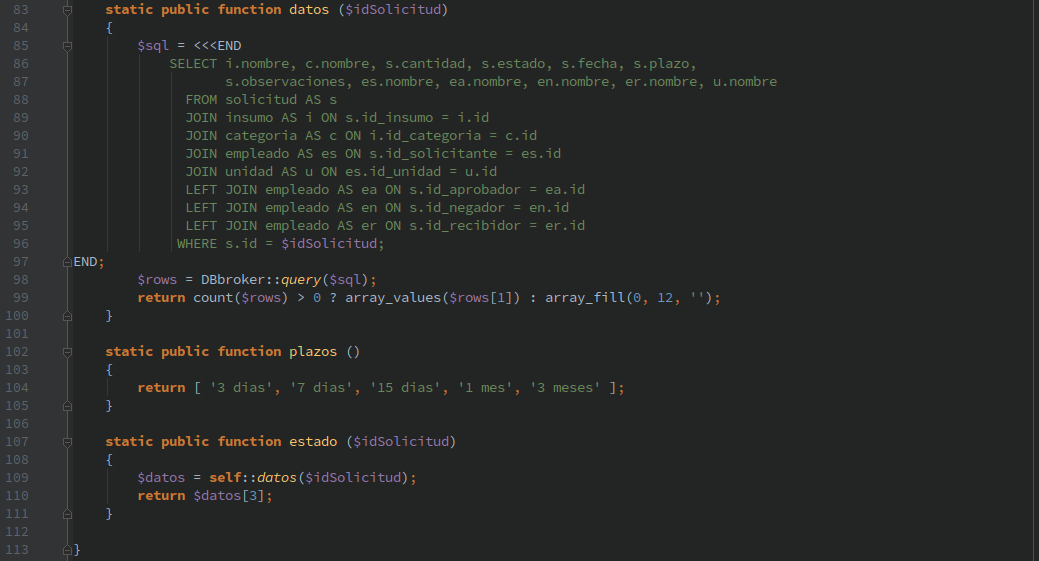 83 static public function datos ($idSolicitud)
84 {
85 $sql = <<<END
86 SELECT i.nombre, c.nombre, s.cantidad, s.estado, s.fecha, s.plazo,
87 s.observaciones, es.nombre, ea.nombre, en.nombre, er.nombre, u.nombre
88 FROM solicitud AS s
89 JOIN insumo AS i ON s.id_insumo = i.id
90 JOIN categoria AS c ON i.id_categoria = c.id
91 JOIN empleado AS es ON s.id_solicitante = es.id
92 JOIN unidad AS u ON es.id_unidad = u.id
93 LEFT JOIN empleado AS ea ON s.id_aprobador = ea.id
94 LEFT JOIN empleado AS en ON s.id_negador = en.id
95 LEFT JOIN empleado AS er ON s.id_recibidor = er.id
96 WHERE s.id = $idSolicitud;
97 END;
98 $rows = DBbroker::query($sql);
99 return count($rows) > 0 ? array_values($rows[1]) : array_fill(0, 12, '');
100 }
101
102 static public function plazos ()
103 {
104 return [ '3 dias', '7 dias', '15 dias', '1 mes', '3 meses' ];
105 }
106
107 static public function estado ($idSolicitud)
108 {
109 $datos = self::datos($idSolicitud);
110 return $datos[3];
111 }
112
113 }